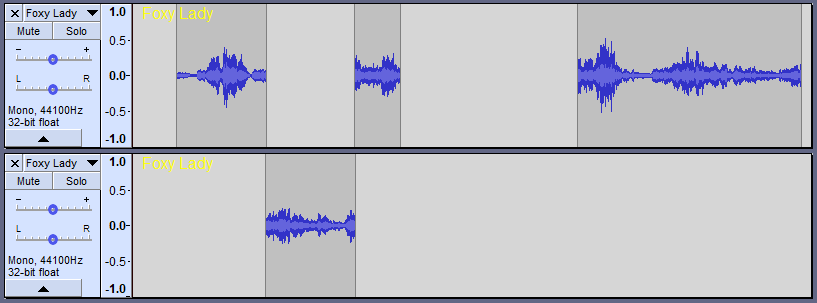 × Foxy Lady ▼
Mute Solo
- +
L R
Mono, 44100Hz
32-bit float
1.0
0.5-
0.0-
-0.5-
-1.0
Foxy Lady
× Foxy Lady ▼
Mute Solo
- +
L R
Mono, 44100Hz
32-bit float
1.0
0.5-
0.0-
-0.5-
-1.0
Foxy Lady